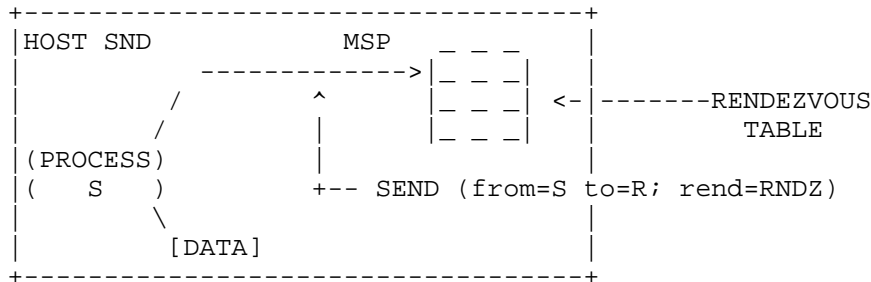 HOST SND MSP
RENDEZVOUS
TABLE
(PROCESS)
( S ) SEND (from=S to=R; rend=RNDZ)
[DATA]